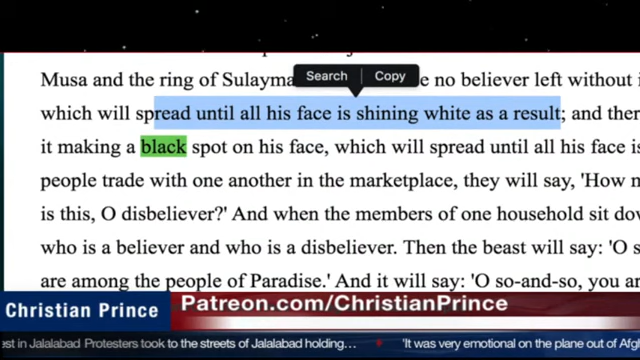 Search Copy
Musa and the ring of Sulayma e no believer left without i
which will spread until all his face is shining white as a result; and ther
it making a black spot on his face, which will spread until all his face is
people trade with one another in the marketplace, they will say, 'How m
is this, O disbeliever?' And when the members of one household sit dov
who is a believer and who is a disbeliever. Then the beast will say: 'O s
are among the people of Paradise.' And it will say: 'O so-and-so, you ar
Christian Prince Patreon.com/ChristianPrince
est in Jalalabad Protesters took to the streets of Jalalabad holding... 'It was very emotional on the plane out of Afg